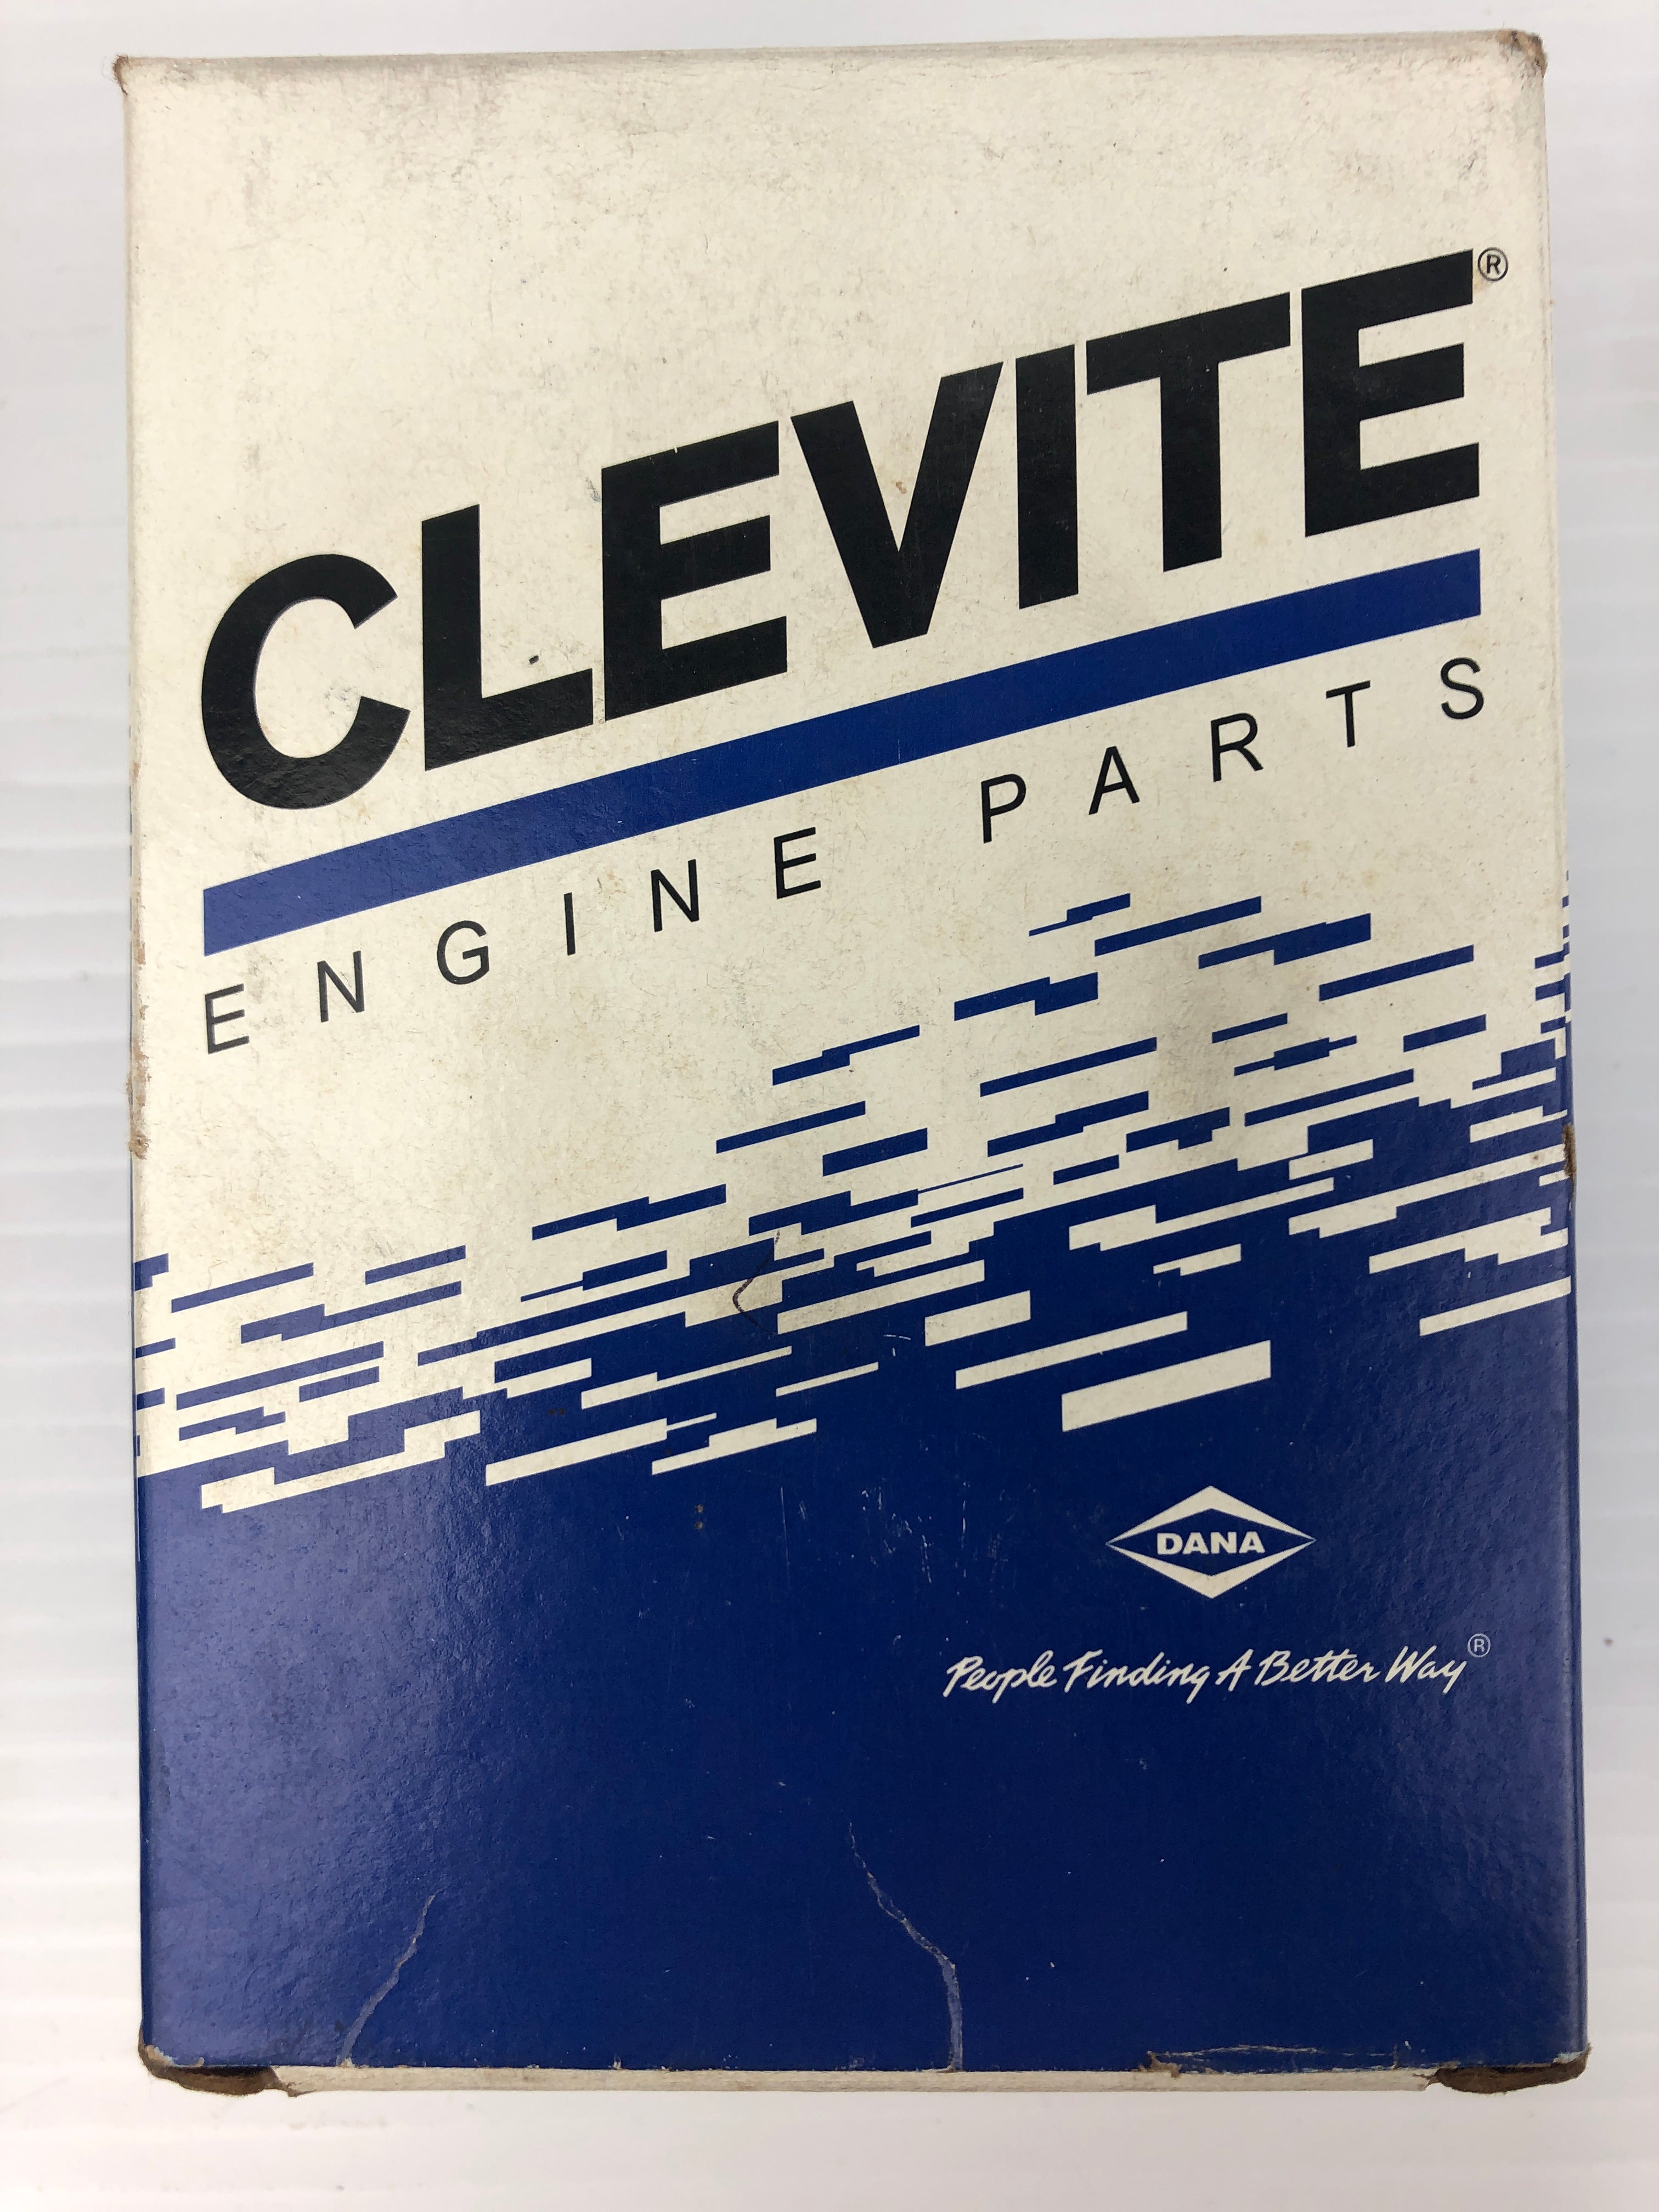 CLEVITE®
ENGINE PARTS
DANA
People Finding A Better Way®